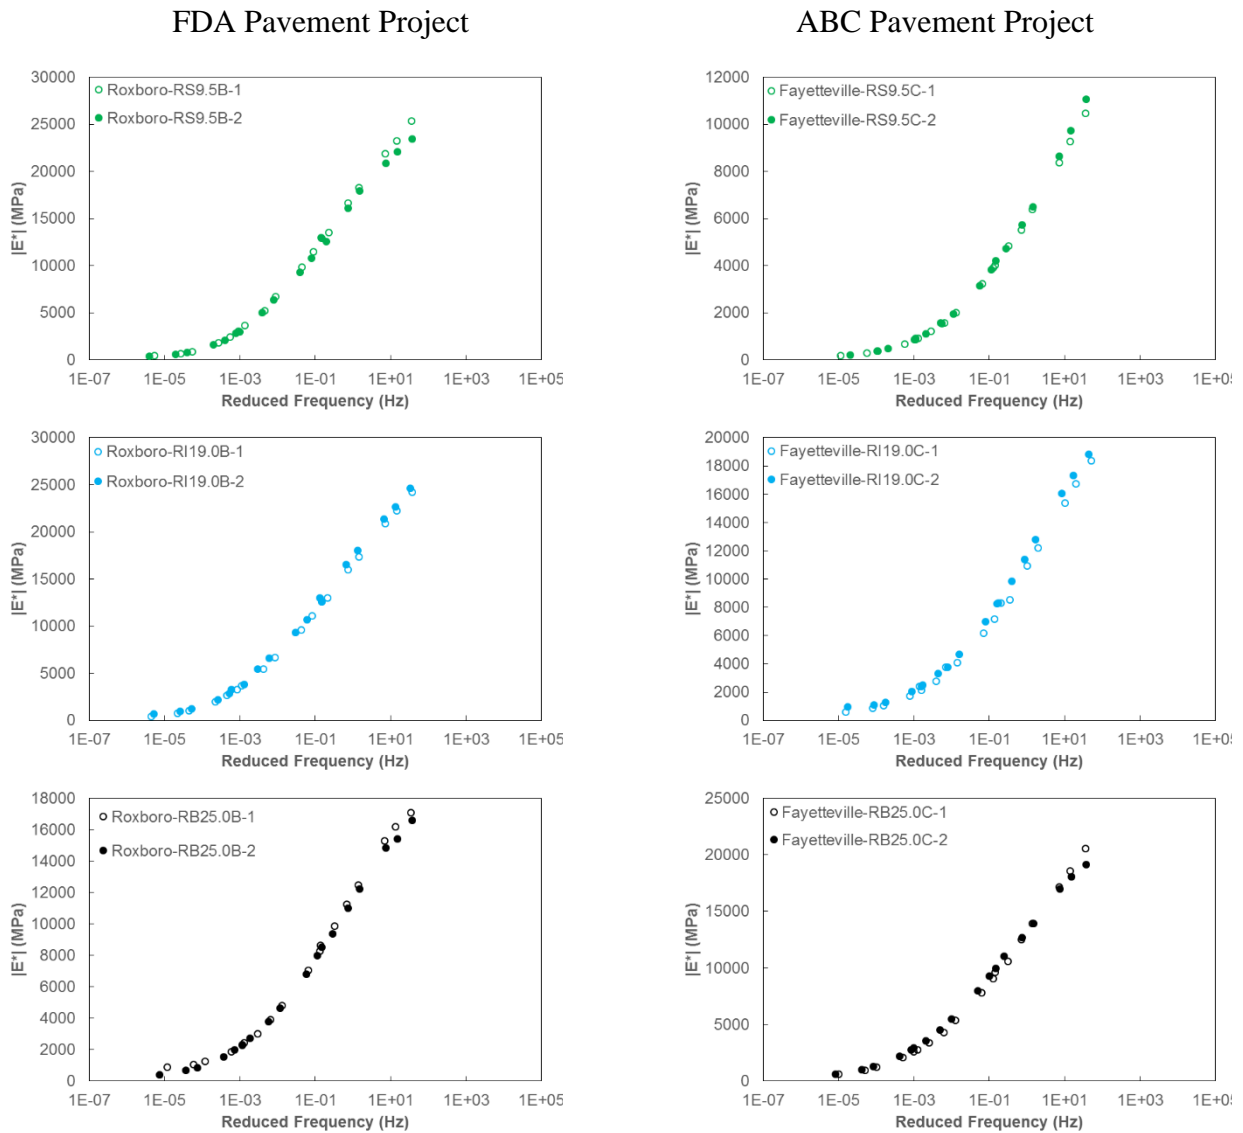 FDA Pavement Project
ABC Pavement Project
30000
25000
20000
15000
10000
5000
0
|E*| (MPa)
Roxboro-RS9.5B-1
Roxboro-RS9.5B-2
1E-07 1E-05 1E-03 1E-01 1E+01 1E+03 1E+05
Reduced Frequency (Hz)
12000
10000
8000
6000
4000
2000
0
|E*| (MPa)
Fayetteville-RS9.5C-1
Fayetteville-RS9.5C-2
1E-07 1E-05 1E-03 1E-01 1E+01 1E+03 1E+05
Reduced Frequency (Hz)
30000
25000
20000
15000
10000
5000
0
|E*| (MPa)
Roxboro-RI19.0B-1
Roxboro-RI19.0B-2
1E-07 1E-05 1E-03 1E-01 1E+01 1E+03 1E+05
Reduced Frequency (Hz)
20000
18000
16000
14000
12000
10000
8000
6000
4000
2000
0
|E*| (MPa)
Fayetteville-RI19.0C-1
Fayetteville-RI19.0C-2
1E-07 1E-05 1E-03 1E-01 1E+01 1E+03 1E+05
Reduced Frequency (Hz)
18000
16000
14000
12000
10000
8000
6000
4000
2000
0
|E*| (MPa)
Roxboro-RB25.0B-1
Roxboro-RB25.0B-2
1E-07 1E-05 1E-03 1E-01 1E+01 1E+03 1E+05
Reduced Frequency (Hz)
25000
20000
15000
10000
5000
0
|E*| (MPa)
Fayetteville-RB25.0C-1
Fayetteville-RB25.0C-2
1E-07 1E-05 1E-03 1E-01 1E+01 1E+03 1E+05
Reduced Frequency (Hz)